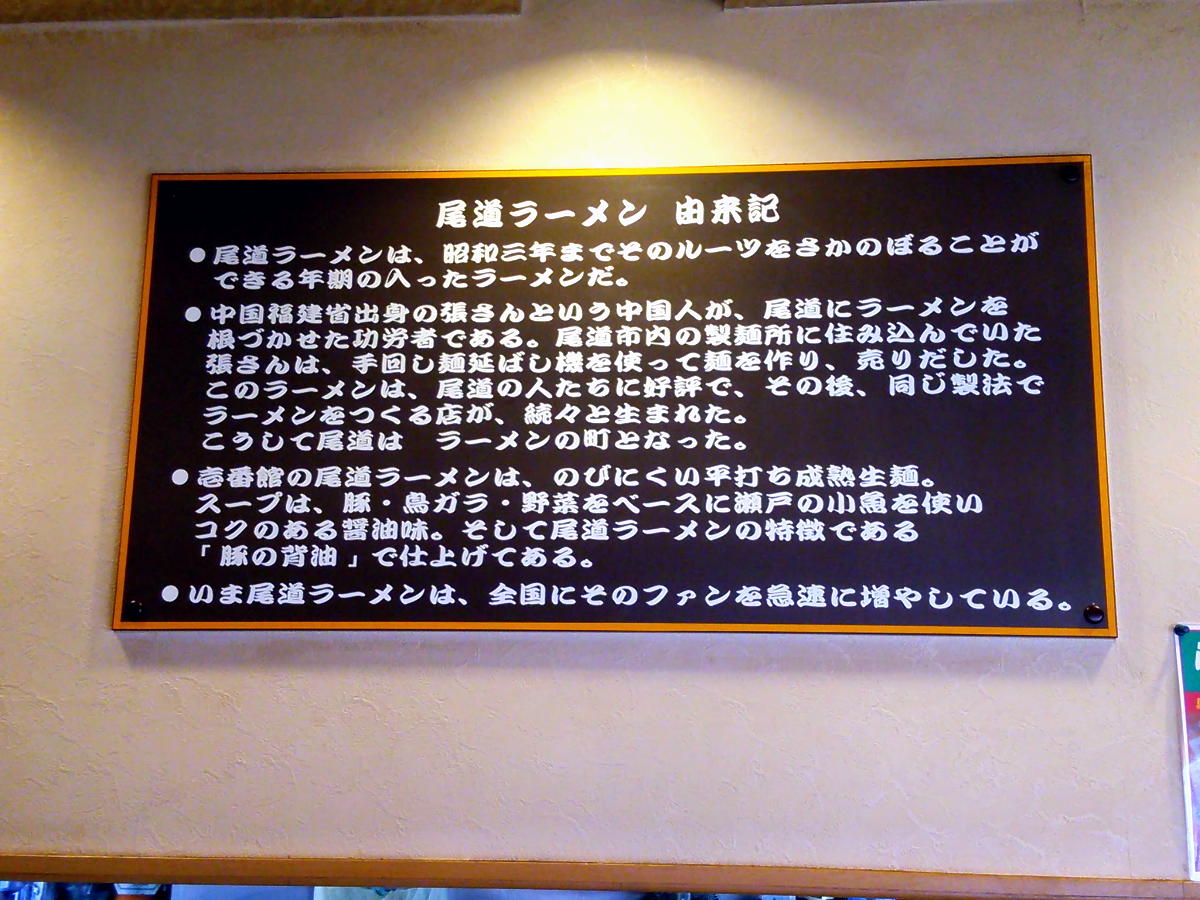 尾道ラーメン 由来記
●尾道ラーメンは、昭和三年までそのルーツをさかのぼることが
できる年期の入ったラーメンだ。
●中国福建省出身の張さんという中国人が、尾道にラーメンを
根づかせた功労者である。尾道市内の製麺所に住み込んでいた
張さんは、手回し麺延ばし機を使って麺を作り、売りだした。
このラーメンは、尾道の人たちに好評で、その後、同じ製法で
ラーメンをつくる店が、続々と生まれた。
こうして尾道は ラーメンの町となった。
●壱番館の尾道ラーメンは、のびにくい平打ち成熟生麺。
スープは、豚・鳥ガラ・野菜をベースに瀬戸の小魚を使い
コクのある醤油味。そして尾道ラーメンの特徴である
「豚の背油」で仕上げてある。
●いま尾道ラーメンは、全国にそのファンを急速に増やしている。